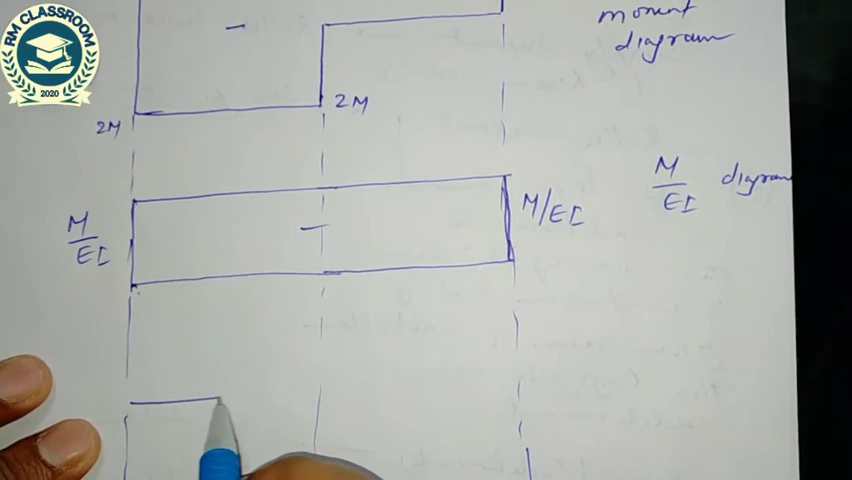 RM CLASSROOM
2020
-
moment
diagram
2M
2M
M
EI
-
M/EI
M
EI
diagram